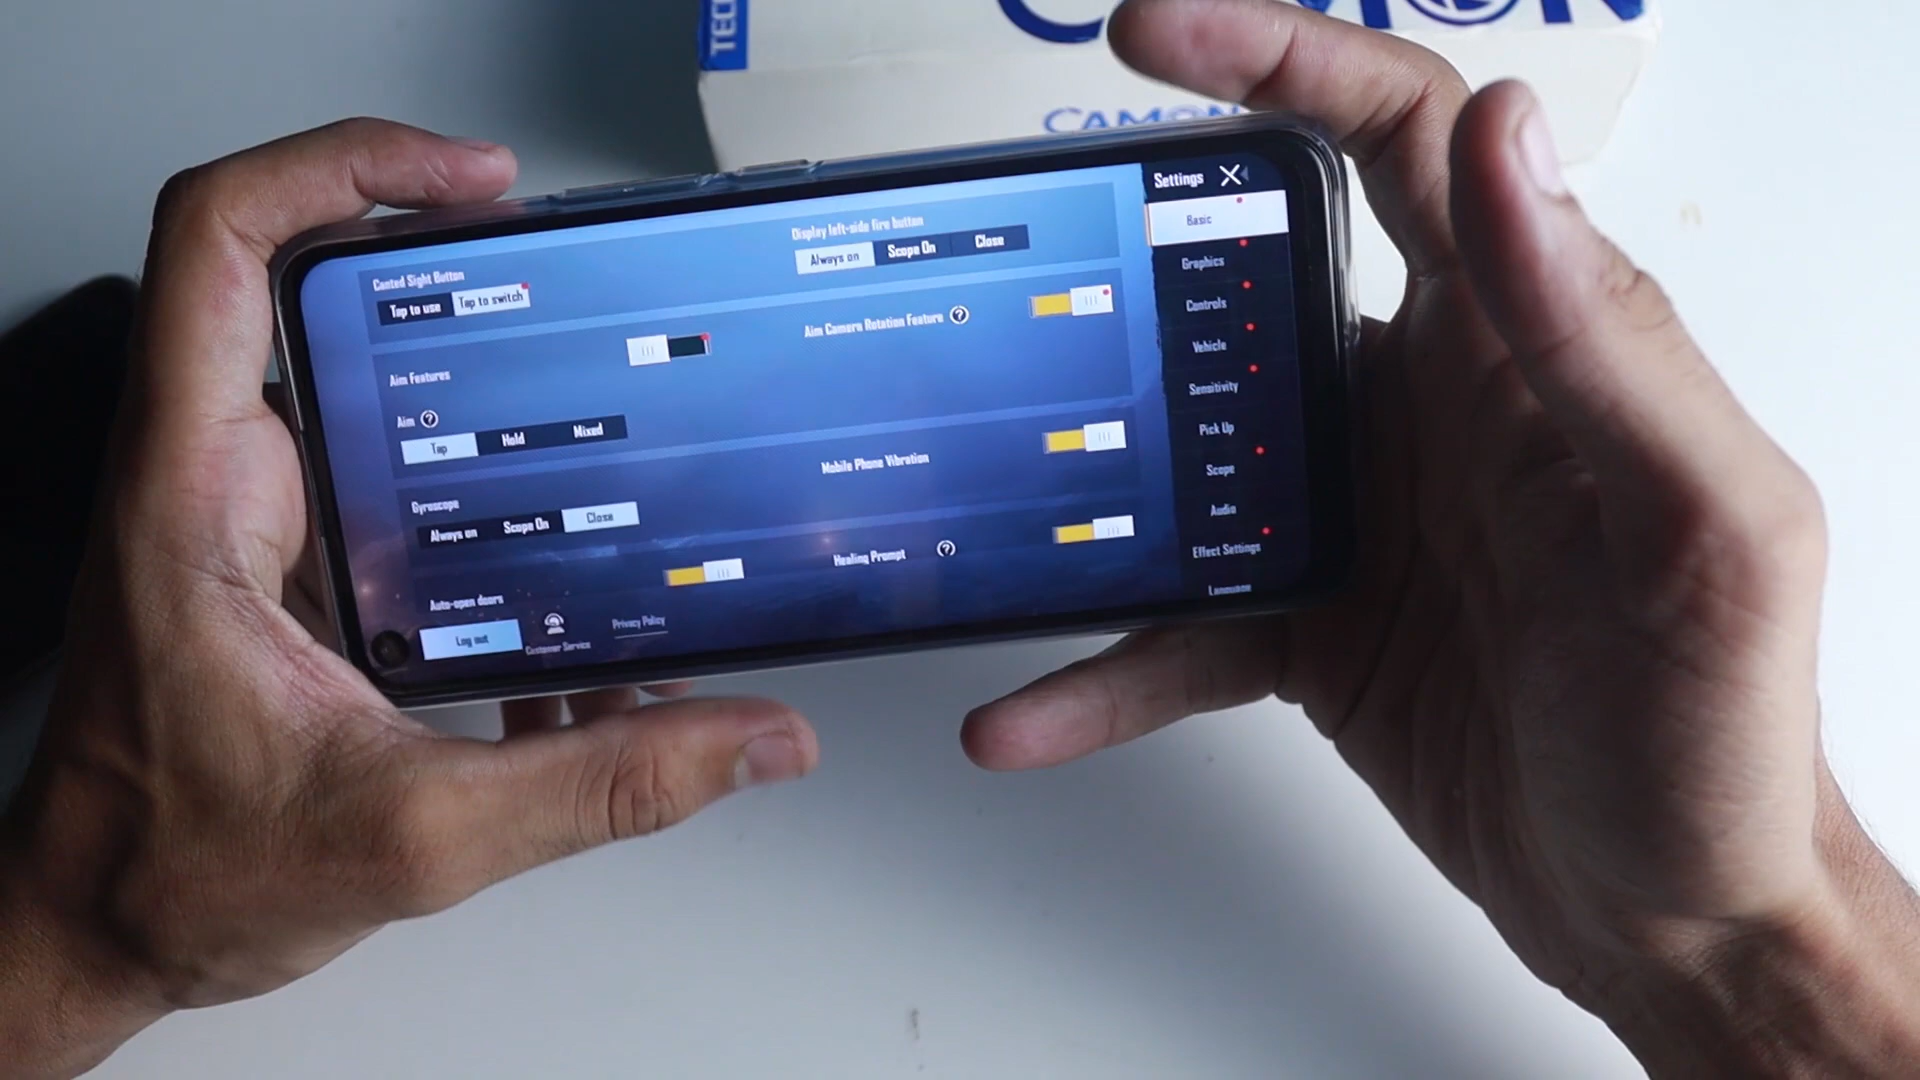 TEC
CAMON
CAMON
Settings
Display left-side fire button
Always on Scope On Close
Canted Sight Button
Tap to use Tap to switch
Aim Camera Rotation Feature ?
Aim Features
Aim ?
Tap Hold Mixed
Mobile Phone Vibration
Gyroscope
Always on Scope On Close
Healing Prompt ?
Auto-open doors
Log out
Customer Service
Privacy Policy
Basic
Graphics
Controls
Vehicle
Sensitivity
Pick Up
Scope
Audio
Effect Settings
Language